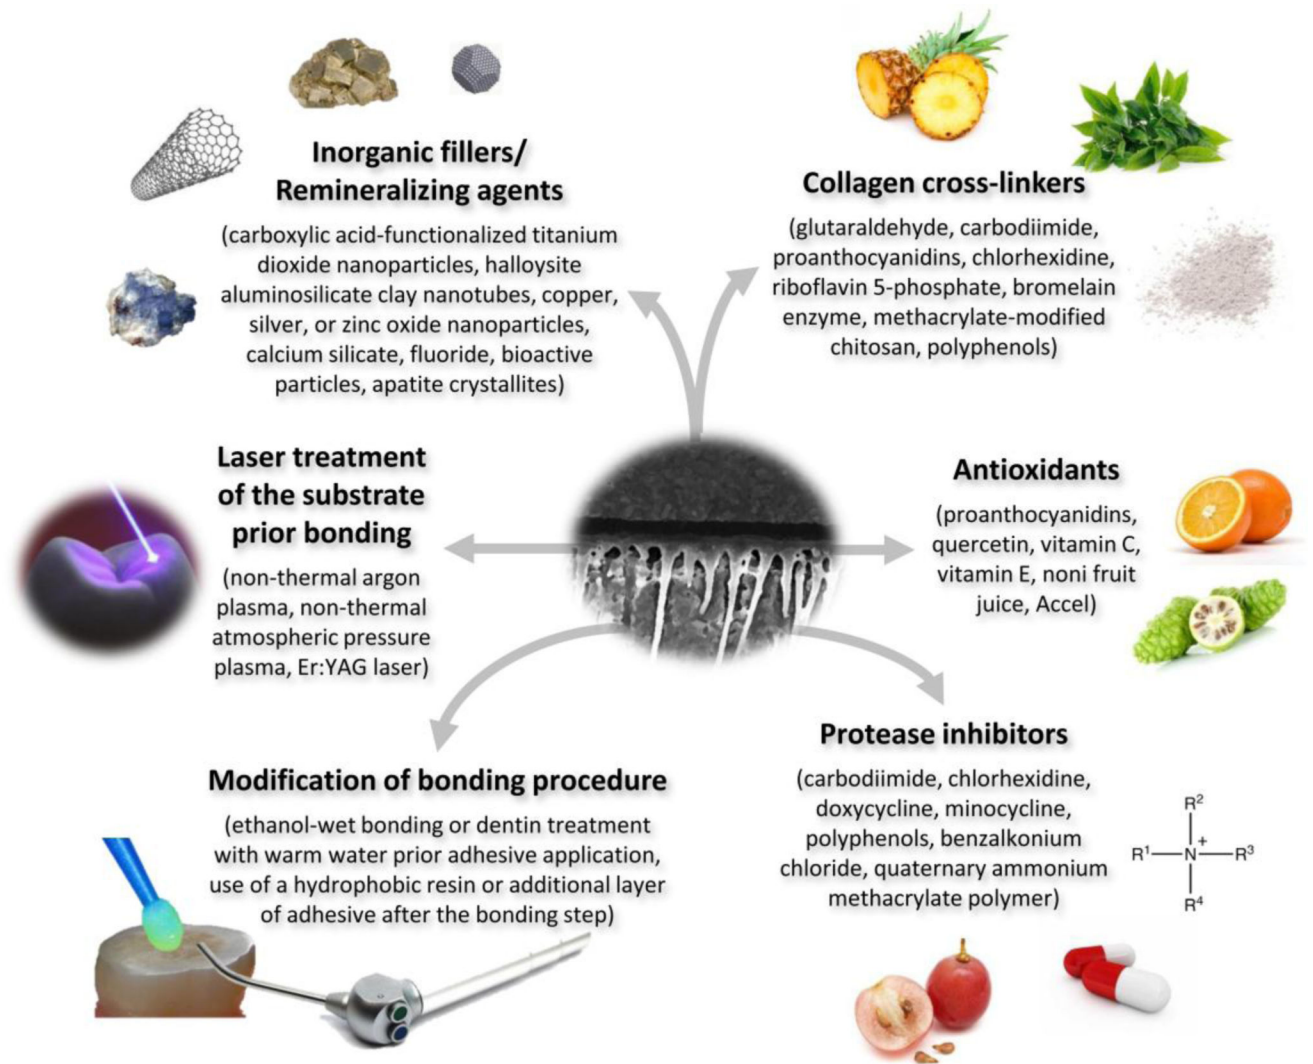 Inorganic fillers/
Remineralizing agents
(carboxylic acid-functionalized titanium
dioxide nanoparticles, halloysite
aluminosilicate clay nanotubes, copper,
silver, or zinc oxide nanoparticles,
calcium silicate, fluoride, bioactive
particles, apatite crystallites)
Collagen cross-linkers
(glutaraldehyde, carbodiimide,
proanthocyanidins, chlorhexidine,
riboflavin 5-phosphate, bromelain
enzyme, methacrylate-modified
chitosan, polyphenols)
Laser treatment
of the substrate
prior bonding
(non-thermal argon
plasma, non-thermal
atmospheric pressure
plasma, Er:YAG laser)
Antioxidants
(proanthocyanidins,
quercetin, vitamin C,
vitamin E, noni fruit
juice, Accel)
Modification of bonding procedure
(ethanol-wet bonding or dentin treatment
with warm water prior adhesive application,
use of a hydrophobic resin or additional layer
of adhesive after the bonding step)
Protease inhibitors
(carbodiimide, chlorhexidine,
doxycycline, minocycline,
polyphenols, benzalkonium
chloride, quaternary ammonium
methacrylate polymer)
R²
R¹—N⁺—R³
R⁴